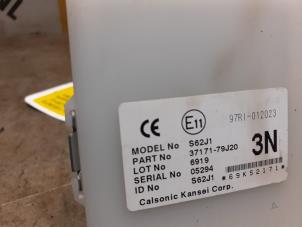 CE
E11
97RI-012023
MODEL No S62J1
PART No 37171-79J20
LOT No 6919
SERIAL No 05294
ID No S62J1
3N
*69K52171*
Calsonic Kansei Corp.